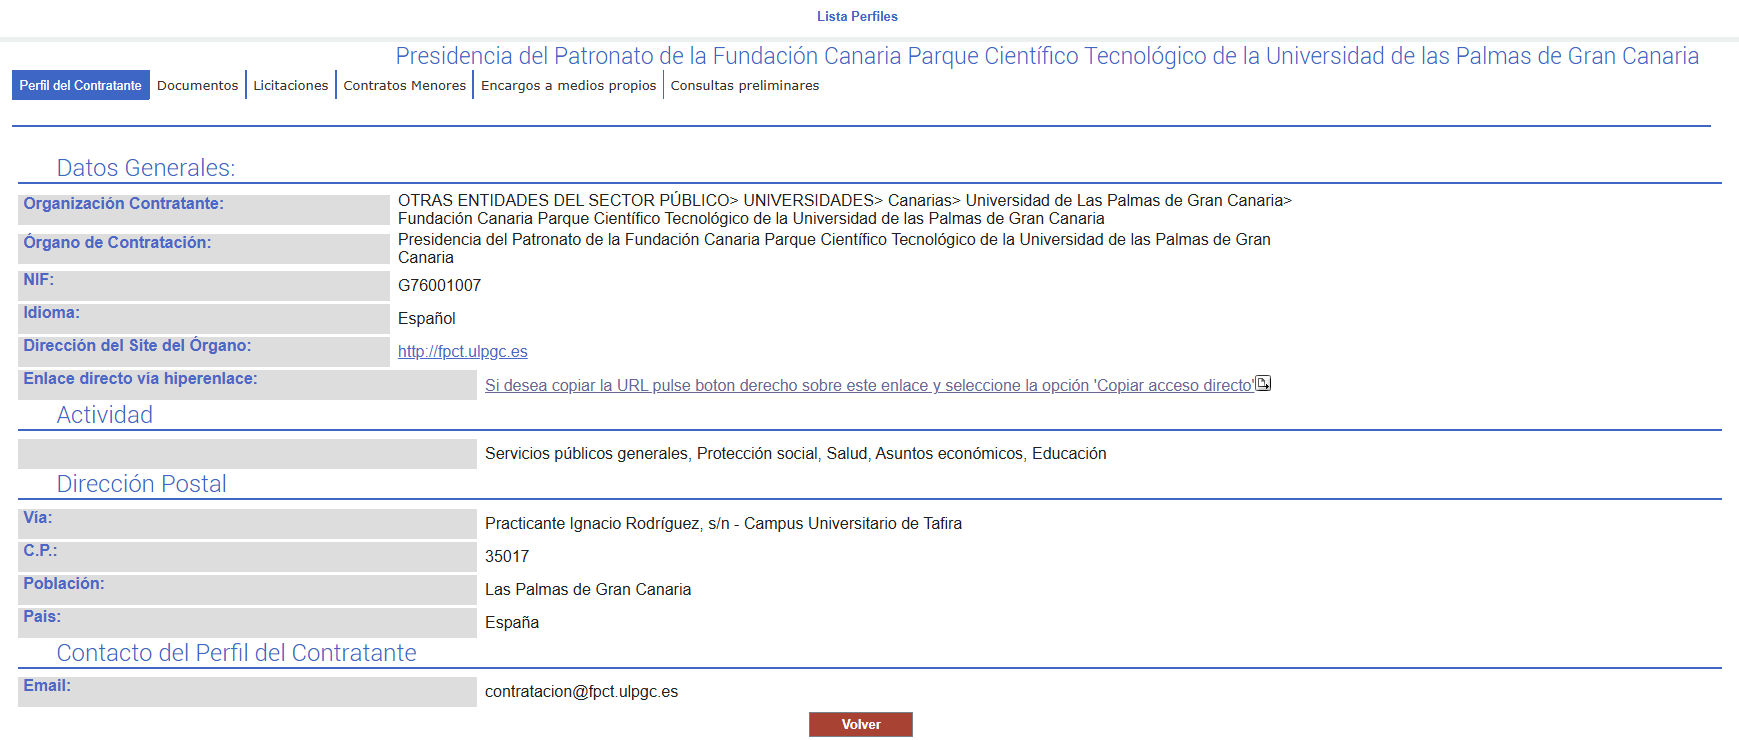 Lista Perfiles
Presidencia del Patronato de la Fundación Canaria Parque Científico Tecnológico de la Universidad de las Palmas de Gran Canaria
Perfil del Contratante Documentos Licitaciones Contratos Menores Encargos a medios propios Consultas preliminares
Datos Generales:
Organización Contratante: OTRAS ENTIDADES DEL SECTOR PÚBLICO> UNIVERSIDADES> Canarias> Universidad de Las Palmas de Gran Canaria>
Fundación Canaria Parque Científico Tecnológico de la Universidad de las Palmas de Gran Canaria
Órgano de Contratación: Presidencia del Patronato de la Fundación Canaria Parque Científico Tecnológico de la Universidad de las Palmas de Gran
Canaria
NIF: G76001007
Idioma: Español
Dirección del Site del Órgano: http://fpct.ulpgc.es
Enlace directo vía hiperenlace: Si desea copiar la URL pulse boton derecho sobre este enlace y seleccione la opción 'Copiar acceso directo'
Actividad
Servicios públicos generales, Protección social, Salud, Asuntos económicos, Educación
Dirección Postal
Vía: Practicante Ignacio Rodríguez, s/n - Campus Universitario de Tafira
C.P.: 35017
Población: Las Palmas de Gran Canaria
Pais: España
Contacto del Perfil del Contratante
Email: contratacion@fpct.ulpgc.es
Volver